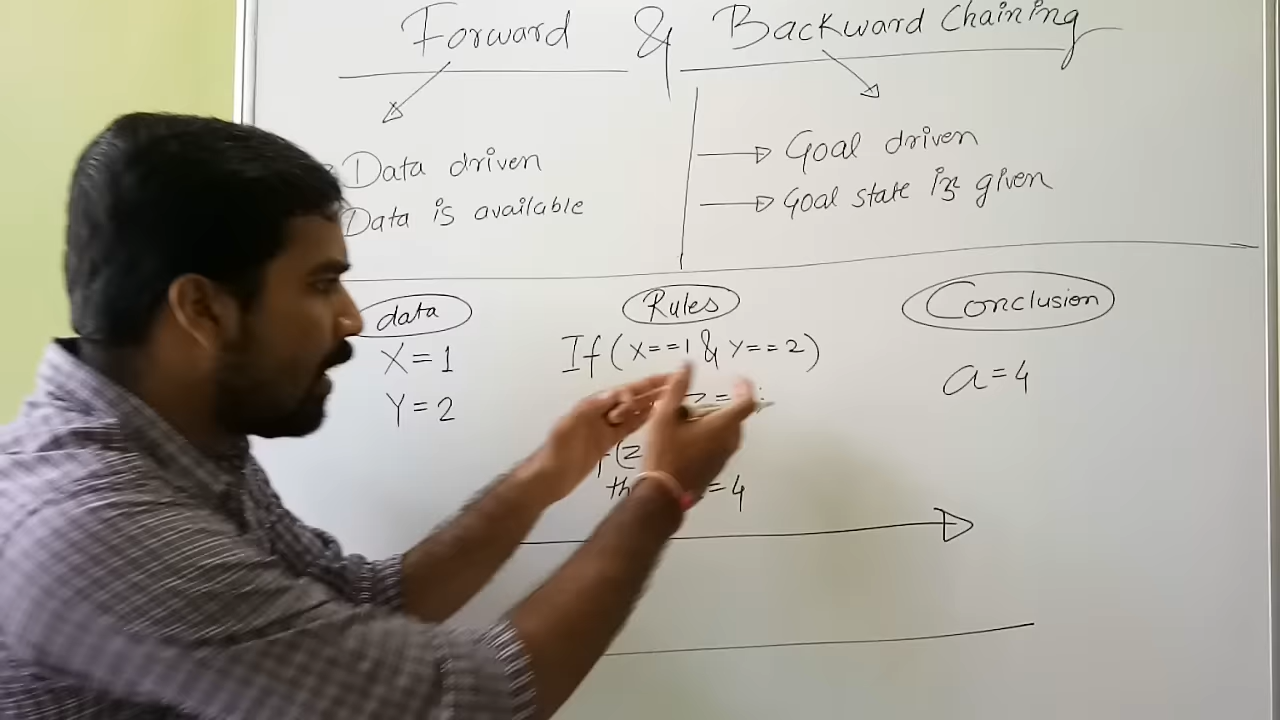 Forward & Backward Chaining
Data driven
Data is available
Goal driven
Goal state is given
data
X=1
Y=2
Rules
If (X==1 & Y==2)
(z
=4
Conclusion
a=4